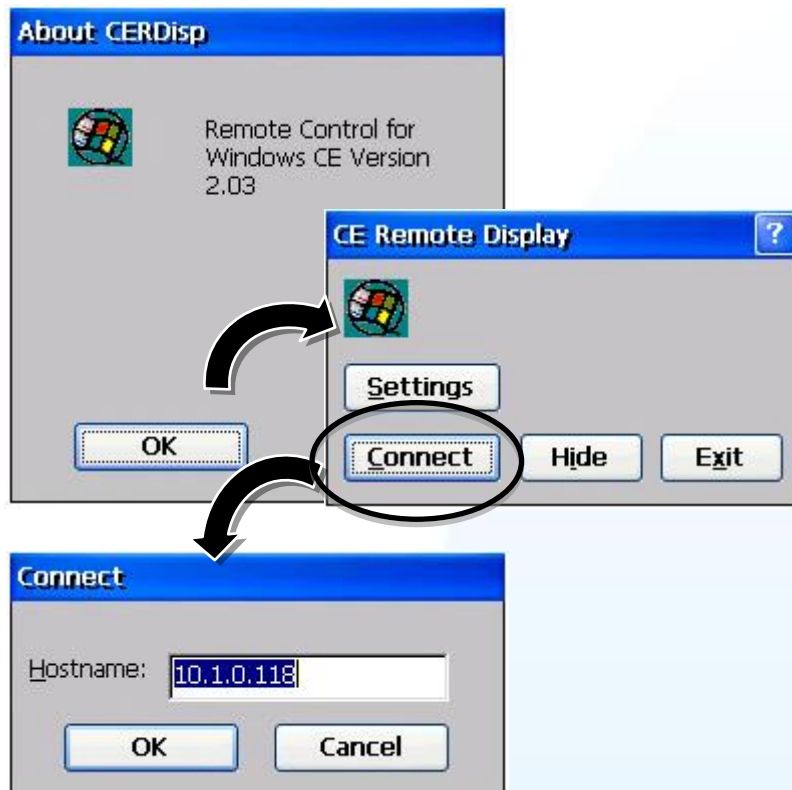 About CERDisp
Remote Control for
Windows CE Version
2.03
OK
CE Remote Display
?
Settings
Connect
Hide
Exit
Connect
Hostname:
10.1.0.118
OK
Cancel